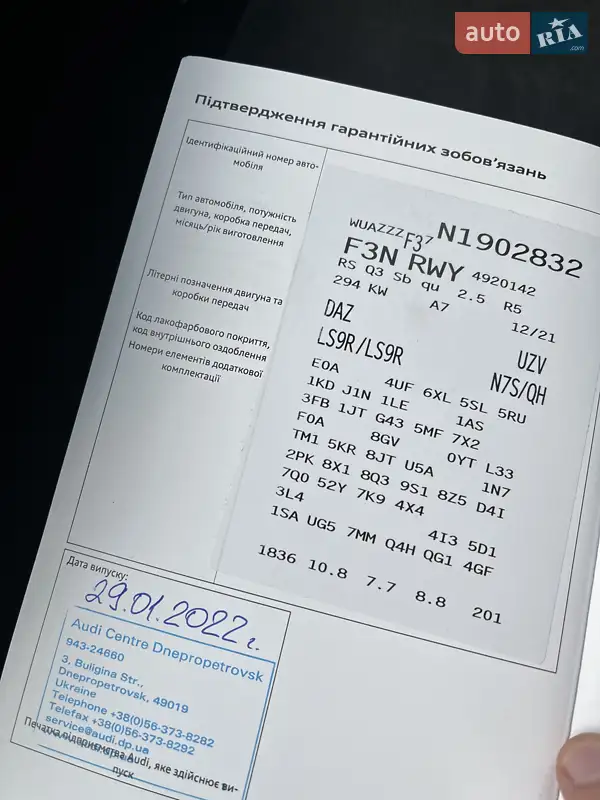 auto RIA .com
Підтвердження гарантійних зобов'язань
Ідентифікаційний номер авто-
мобіля
Тип автомобіля, потужність
двигуна, коробка передач,
місяць/рік виготовлення
Літерні позначення двигуна та
коробки передач
Код лакофарбового покриття,
код внутрішнього оздоблення
Номери елементів додаткової
комплектації
WUAZZZF37N1902832
F3N RWY 4920142
RS Q3 Sb qu 2.5 R5
294 KW A7 12/21
DAZ UZV
LS9R/LS9R N7S/QH
E0A 4UF 6XL 5SL 5RU
1KD J1N 1LE 1AS
3FB 1JT G43 5MF 7X2
F0A 8GV 0YT L33
TM1 5KR 8JT U5A 1N7
2PK 8X1 8Q3 9S1 8Z5 D4I
7Q0 52Y 7K9 4X4
3L4 4I3 5D1
1SA UG5 7MM Q4H QG1 4GF
1836 10.8 7.7 8.8 201
Дата випуску:
29.01.2022 г.
Audi Centre Dnepropetrovsk
943-24660
3, Buligina Str.,
Dnepropetrovsk, 49019
Ukraine
Telephone +38(0)56-373-8282
Telefax +38(0)56-373-8292
service@audi.dp.ua
Печатка підприємства Audi, яке здійснює ви-
пуск